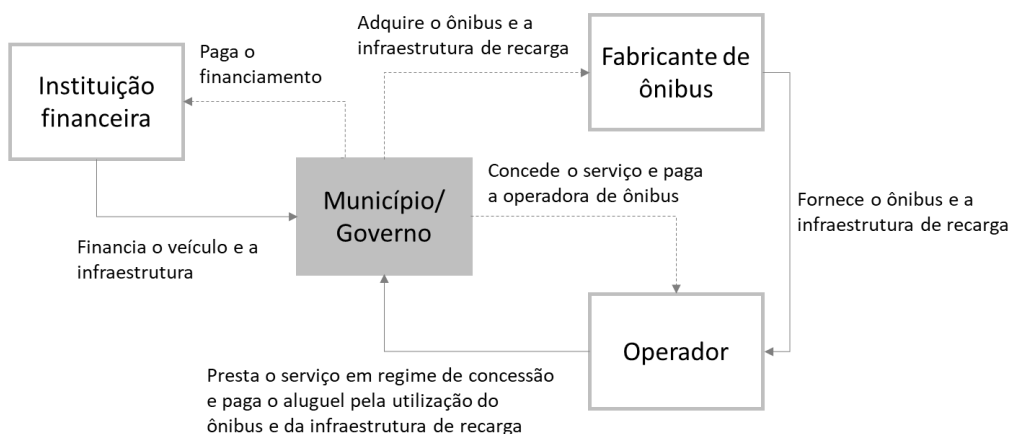 Adquire o ônibus e a
infraestrutura de recarga
Paga o
financiamento
Instituição
financeira
Fabricante de
ônibus
Concede o serviço e paga
a operadora de ônibus
Município/
Governo
Fornece o ônibus e a
infraestrutura de recarga
Financia o veículo e a
infraestrutura
Operador
Presta o serviço em regime de concessão
e paga o aluguel pela utilização do
ônibus e da infraestrutura de recarga